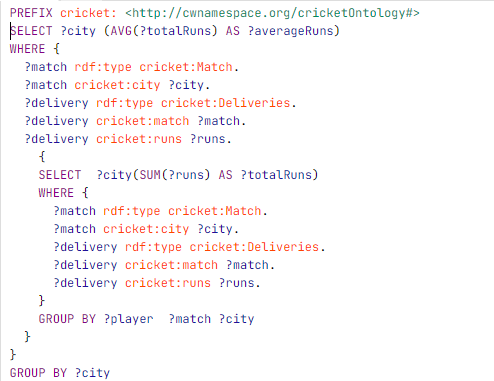 PREFIX cricket: <http://cwnamespace.org/cricketOntology#>
SELECT ?city (AVG(?totalRuns) AS ?averageRuns)
WHERE {
  ?match rdf:type cricket:Match.
  ?match cricket:city ?city.
  ?delivery rdf:type cricket:Deliveries.
  ?delivery cricket:match ?match.
  ?delivery cricket:runs ?runs.
    {
    SELECT  ?city(SUM(?runs) AS ?totalRuns)
    WHERE {
      ?match rdf:type cricket:Match.
      ?match cricket:city ?city.
      ?delivery rdf:type cricket:Deliveries.
      ?delivery cricket:match ?match.
      ?delivery cricket:runs ?runs.
    }
    GROUP BY ?player  ?match ?city
  }
}
GROUP BY ?city